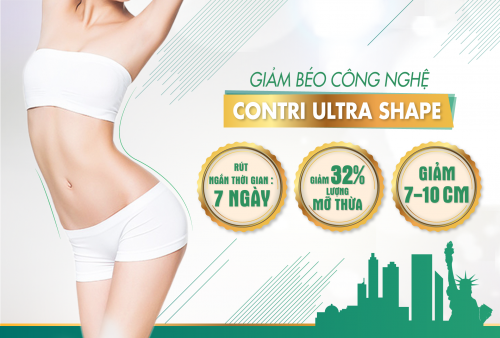 GIẢM BÉO CÔNG NGHỆ
CONTRI ULTRA SHAPE
RÚT
NGẮN THỜI GIAN :
7 NGÀY
GIẢM 32%
LƯỢNG
MỠ THỪA
GIẢM
7-10 CM